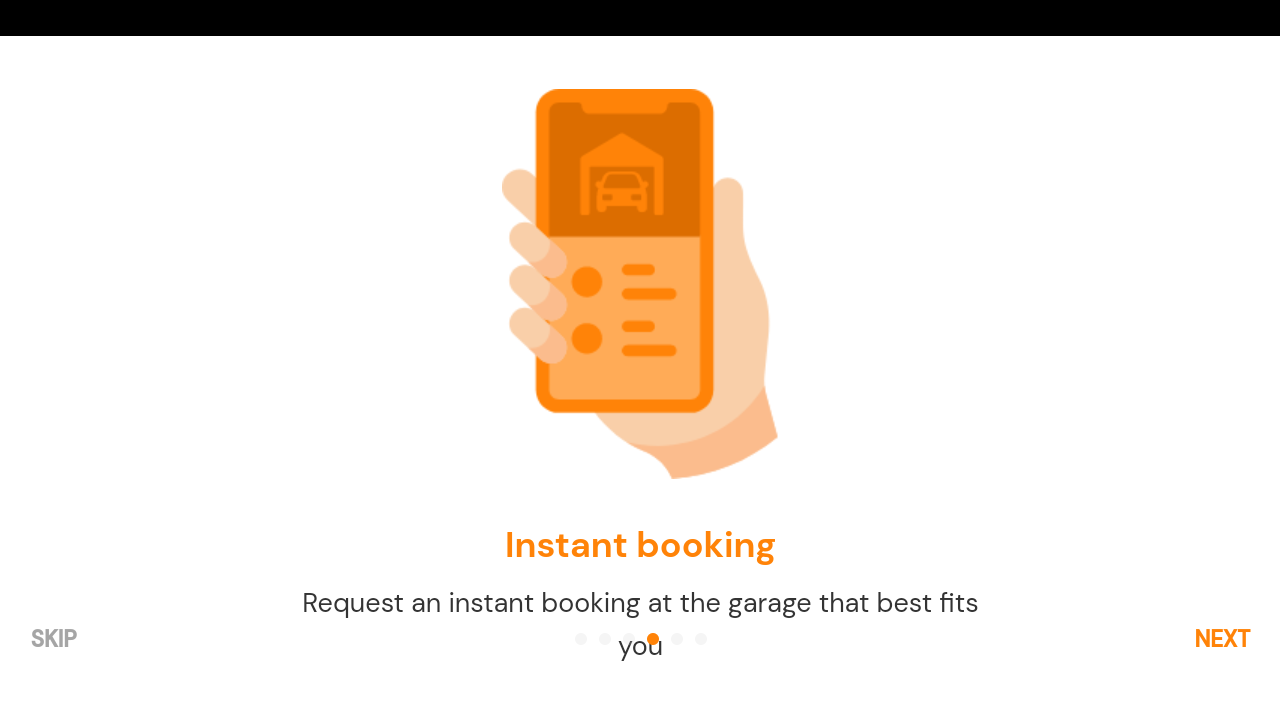 Instant booking
Request an instant booking at the garage that best fits
you
SKIP
NEXT